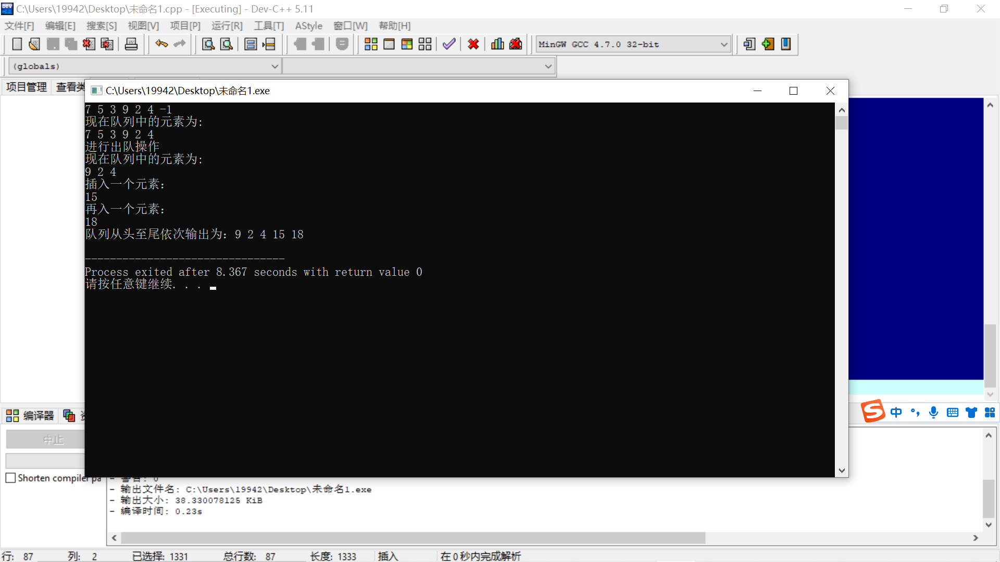 C:\Users\19942\Desktop\未命名1.cpp - [Executing] - Dev-C++ 5.11
文件[F] 编辑[E] 搜索[S] 视图[V] 项目[P] 运行[R] 工具[T] AStyle 窗口[W] 帮助[H]
MinGW GCC 4.7.0 32-bit
(globals)
项目管理 查看类
C:\Users\19942\Desktop\未命名1.exe
7 5 3 9 2 4 -1
现在队列中的元素为:
7 5 3 9 2 4
进行出队操作
现在队列中的元素为:
9 2 4
插入一个元素:
15
再入一个元素:
18
队列从头至尾依次输出为: 9 2 4 15 18
--------------------------------
Process exited after 8.367 seconds with return value 0
请按任意键继续. . .
中
编译器
中止
Shorten compiler pa
- 警告: 0
- 输出文件名: C:\Users\19942\Desktop\未命名1.exe
- 输出大小: 38.330078125 KiB
- 编译时间: 0.23s
行: 87 列: 2 已选择: 1331 总行数: 87 长度: 1333 插入 在 0 秒内完成解析